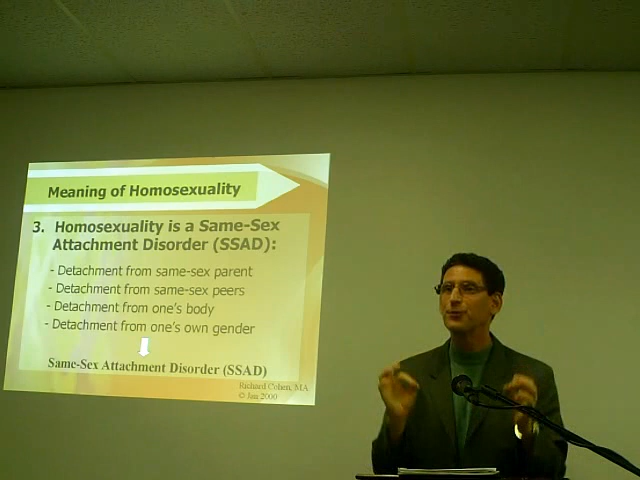 Meaning of Homosexuality
3. Homosexuality is a Same-Sex
Attachment Disorder (SSAD):
- Detachment from same-sex parent
- Detachment from same-sex peers
- Detachment from one's body
- Detachment from one's own gender
Same-Sex Attachment Disorder (SSAD)
Richard Cohen, MA
© Jan 2000